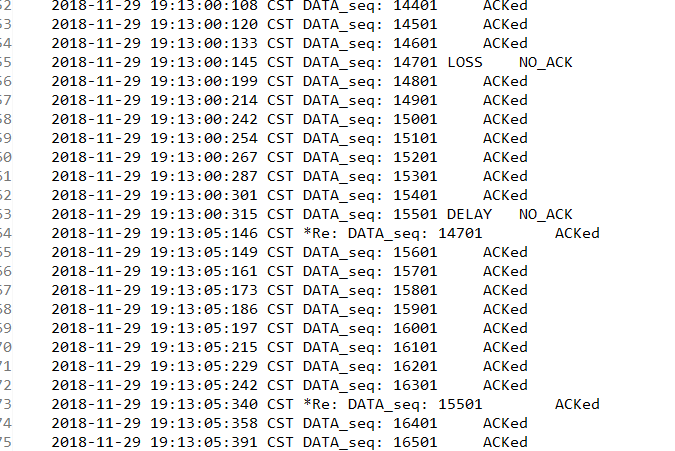 52 2018-11-29 19:13:00:108 CST DATA_seq: 14401 ACKed
53 2018-11-29 19:13:00:120 CST DATA_seq: 14501 ACKed
54 2018-11-29 19:13:00:133 CST DATA_seq: 14601 ACKed
55 2018-11-29 19:13:00:145 CST DATA_seq: 14701 LOSS NO_ACK
56 2018-11-29 19:13:00:199 CST DATA_seq: 14801 ACKed
57 2018-11-29 19:13:00:214 CST DATA_seq: 14901 ACKed
58 2018-11-29 19:13:00:242 CST DATA_seq: 15001 ACKed
59 2018-11-29 19:13:00:254 CST DATA_seq: 15101 ACKed
60 2018-11-29 19:13:00:267 CST DATA_seq: 15201 ACKed
61 2018-11-29 19:13:00:287 CST DATA_seq: 15301 ACKed
62 2018-11-29 19:13:00:301 CST DATA_seq: 15401 ACKed
63 2018-11-29 19:13:00:315 CST DATA_seq: 15501 DELAY NO_ACK
64 2018-11-29 19:13:05:146 CST *Re: DATA_seq: 14701 ACKed
65 2018-11-29 19:13:05:149 CST DATA_seq: 15601 ACKed
66 2018-11-29 19:13:05:161 CST DATA_seq: 15701 ACKed
67 2018-11-29 19:13:05:173 CST DATA_seq: 15801 ACKed
68 2018-11-29 19:13:05:186 CST DATA_seq: 15901 ACKed
69 2018-11-29 19:13:05:197 CST DATA_seq: 16001 ACKed
70 2018-11-29 19:13:05:215 CST DATA_seq: 16101 ACKed
71 2018-11-29 19:13:05:229 CST DATA_seq: 16201 ACKed
72 2018-11-29 19:13:05:242 CST DATA_seq: 16301 ACKed
73 2018-11-29 19:13:05:340 CST *Re: DATA_seq: 15501 ACKed
74 2018-11-29 19:13:05:358 CST DATA_seq: 16401 ACKed
75 2018-11-29 19:13:05:391 CST DATA_seq: 16501 ACKed